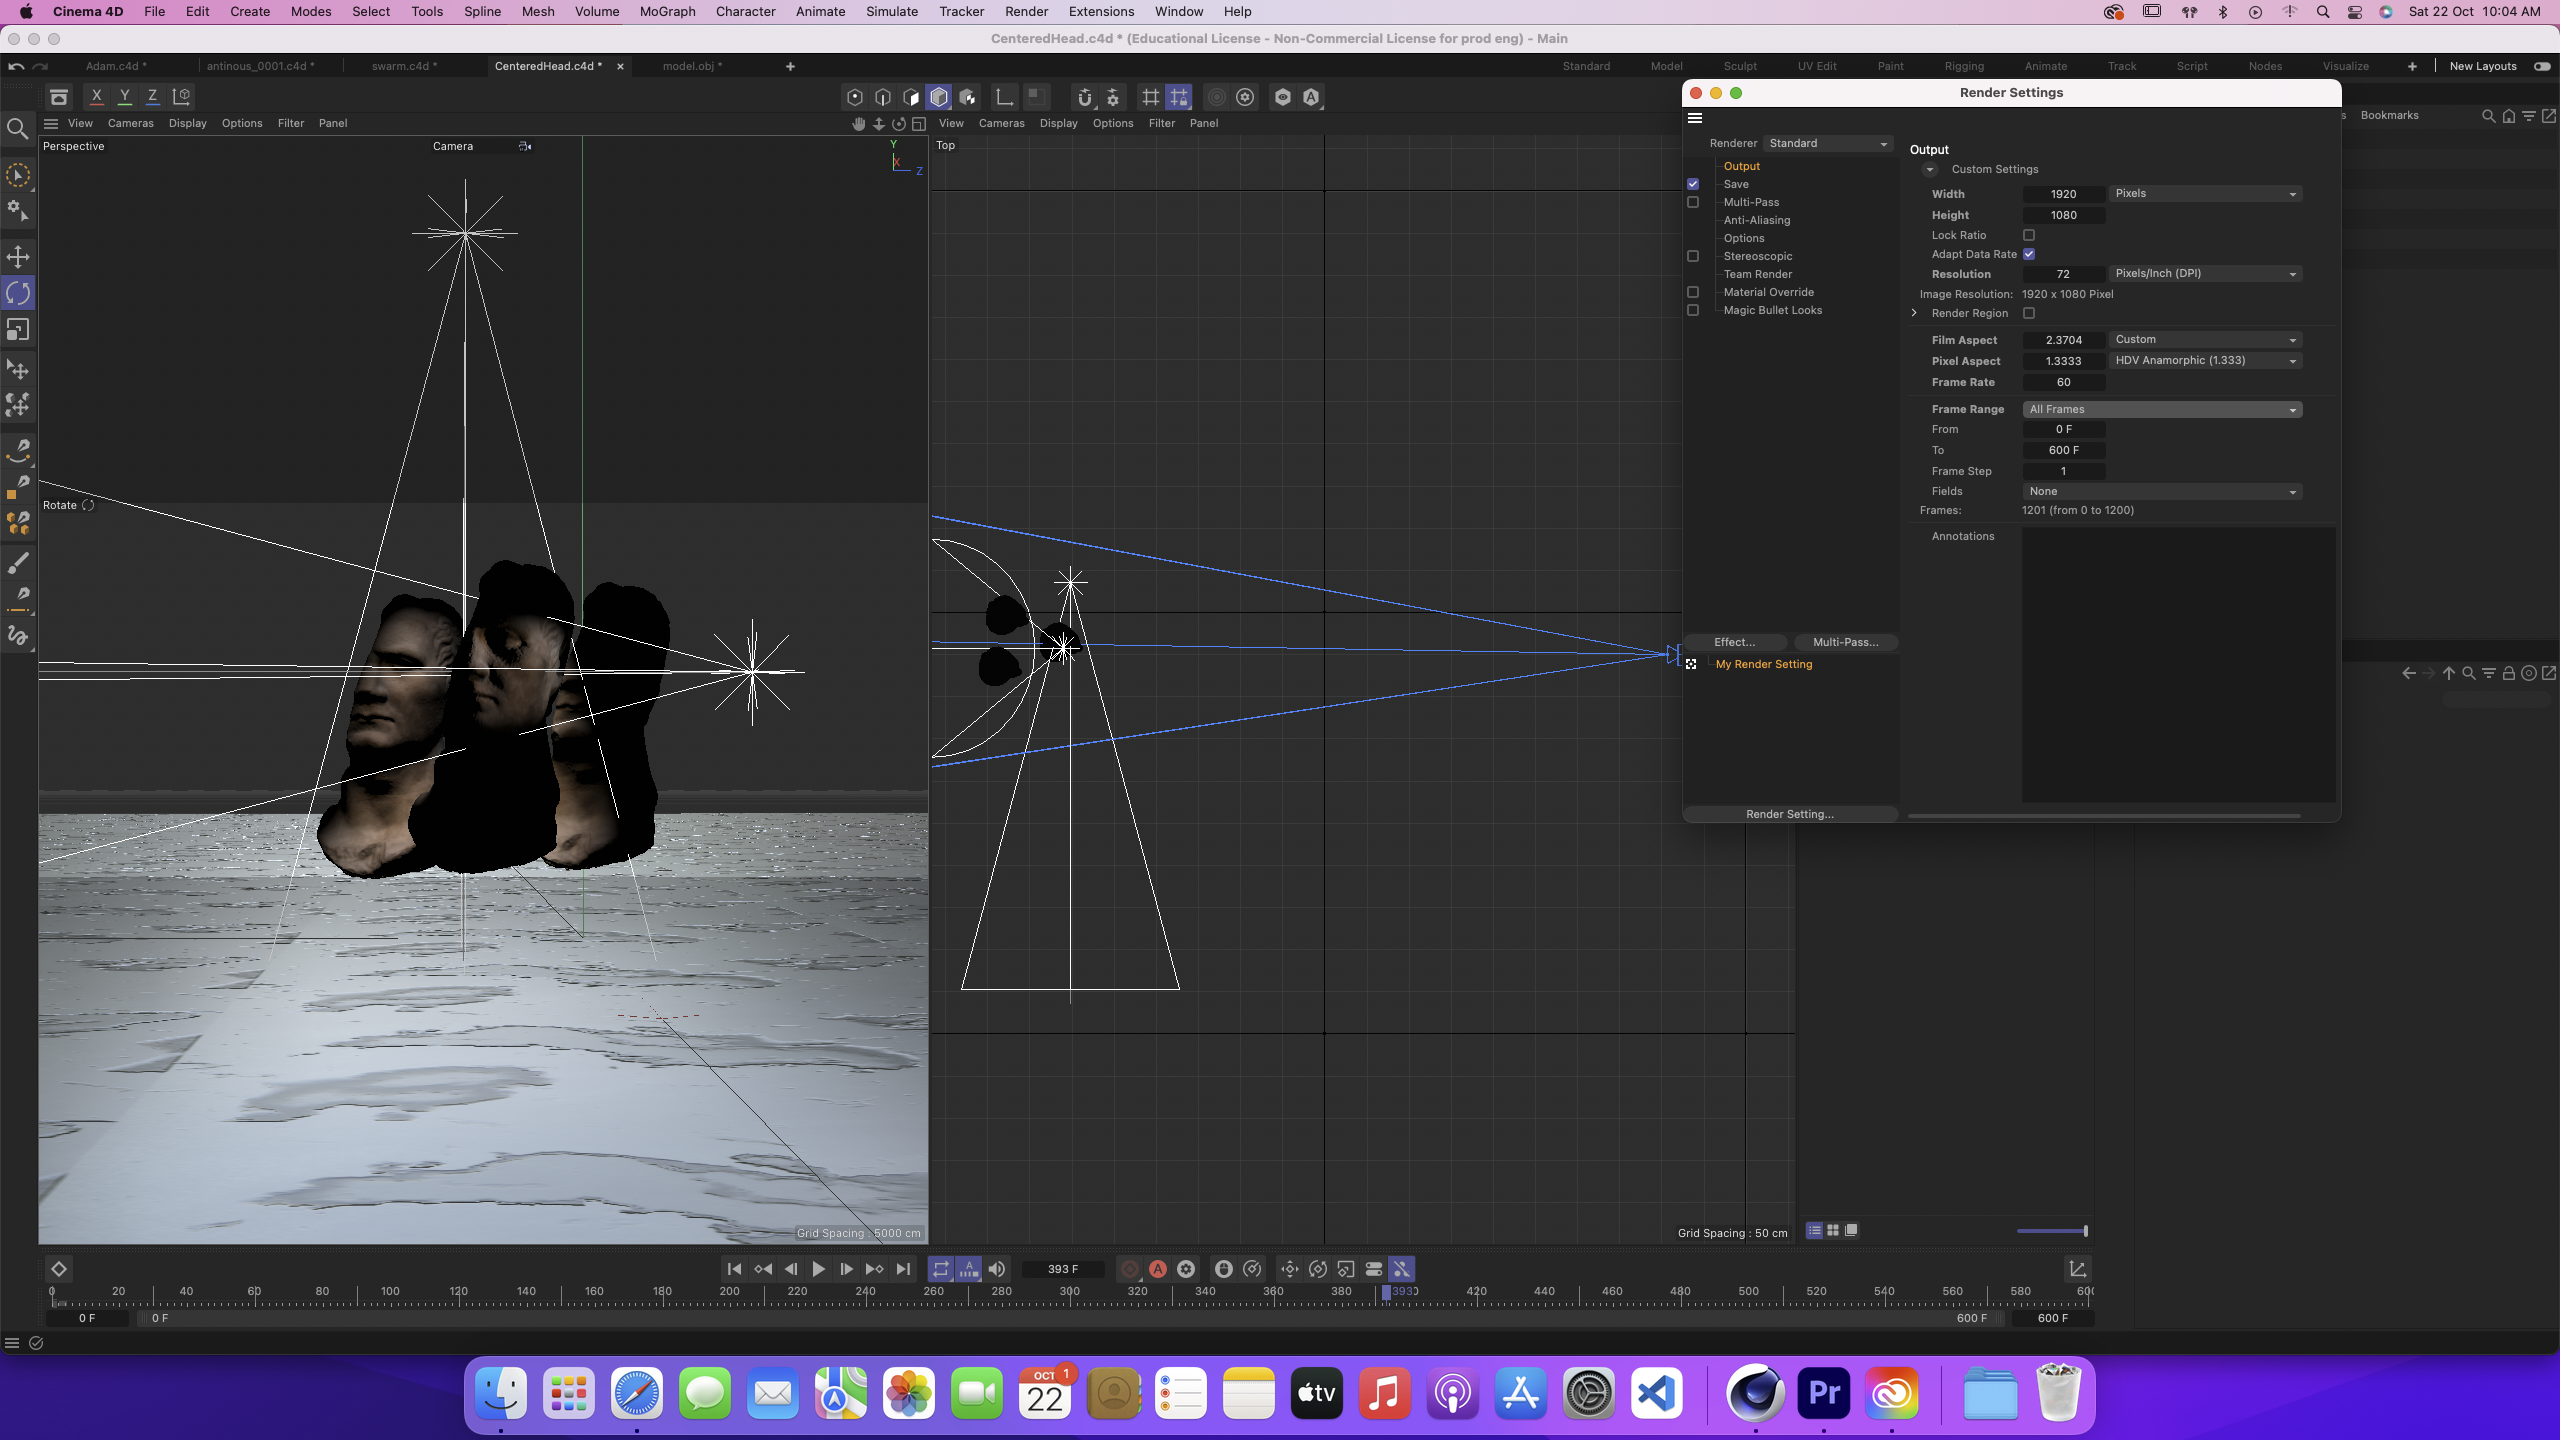 Cinema 4D File Edit Create Modes Select Tools Spline Mesh Volume MoGraph Character Animate Simulate Tracker Render Extensions Window Help Sat 22 Oct 10:04 AM
CenteredHead.c4d * (Educational License - Non-Commercial License for prod eng) - Main
Adam.c4d * antinous_0001.c4d * swarm.c4d * CenteredHead.c4d * model.obj * Standard Model Sculpt UV Edit Paint Rigging Animate Track Script Nodes Visualize New Layouts
X Y Z
View Cameras Display Options Filter Panel
View Cameras Display Options Filter Panel
Bookmarks
Perspective
Camera
Y
X
Z
Top
Rotate
Grid Spacing : 5000 cm
Grid Spacing : 50 cm
Render Settings
Renderer Standard
Output
Save
Multi-Pass
Anti-Aliasing
Options
Stereoscopic
Team Render
Material Override
Magic Bullet Looks
Effect... Multi-Pass...
My Render Setting
Render Setting...
Output
Custom Settings
Width 1920 Pixels
Height 1080
Lock Ratio
Adapt Data Rate
Resolution 72 Pixels/Inch (DPI)
Image Resolution: 1920 x 1080 Pixel
Render Region
Film Aspect 2.3704 Custom
Pixel Aspect 1.3333 HDV Anamorphic (1.333)
Frame Rate 60
Frame Range All Frames
From 0 F
To 600 F
Frame Step 1
Fields None
Frames: 1201 (from 0 to 1200)
Annotations
393 F
0 20 40 60 80 100 120 140 160 180 200 220 240 260 280 300 320 340 360 380 393 420 440 460 480 500 520 540 560 580
0 F 0 F 600 F 600 F
OCT 1
22
tv
Pr